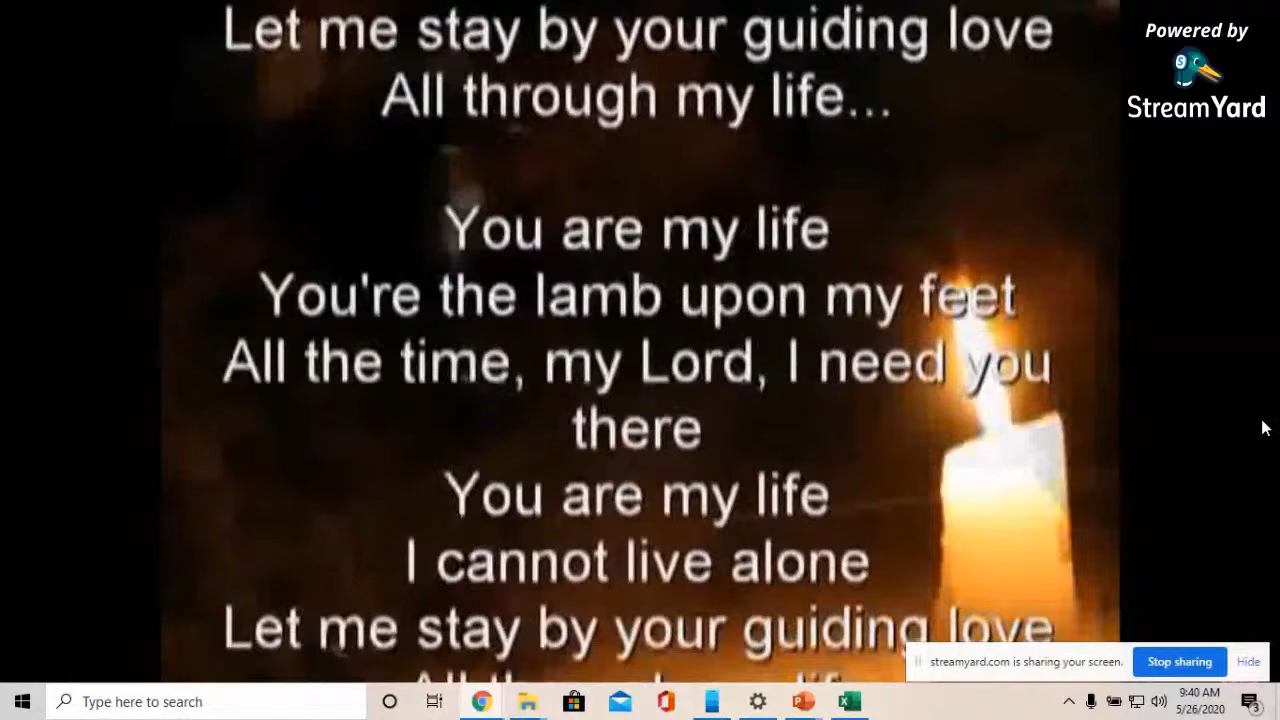 Let me stay by your guiding love
All through my life...
You are my life
You're the lamb upon my feet
All the time, my Lord, I need you
there
You are my life
I cannot live alone
Let me stay by your guiding love
Powered by
StreamYard
streamyard.com is sharing your screen.
Stop sharing
Hide
Type here to search
9:40 AM
5/26/2020
3